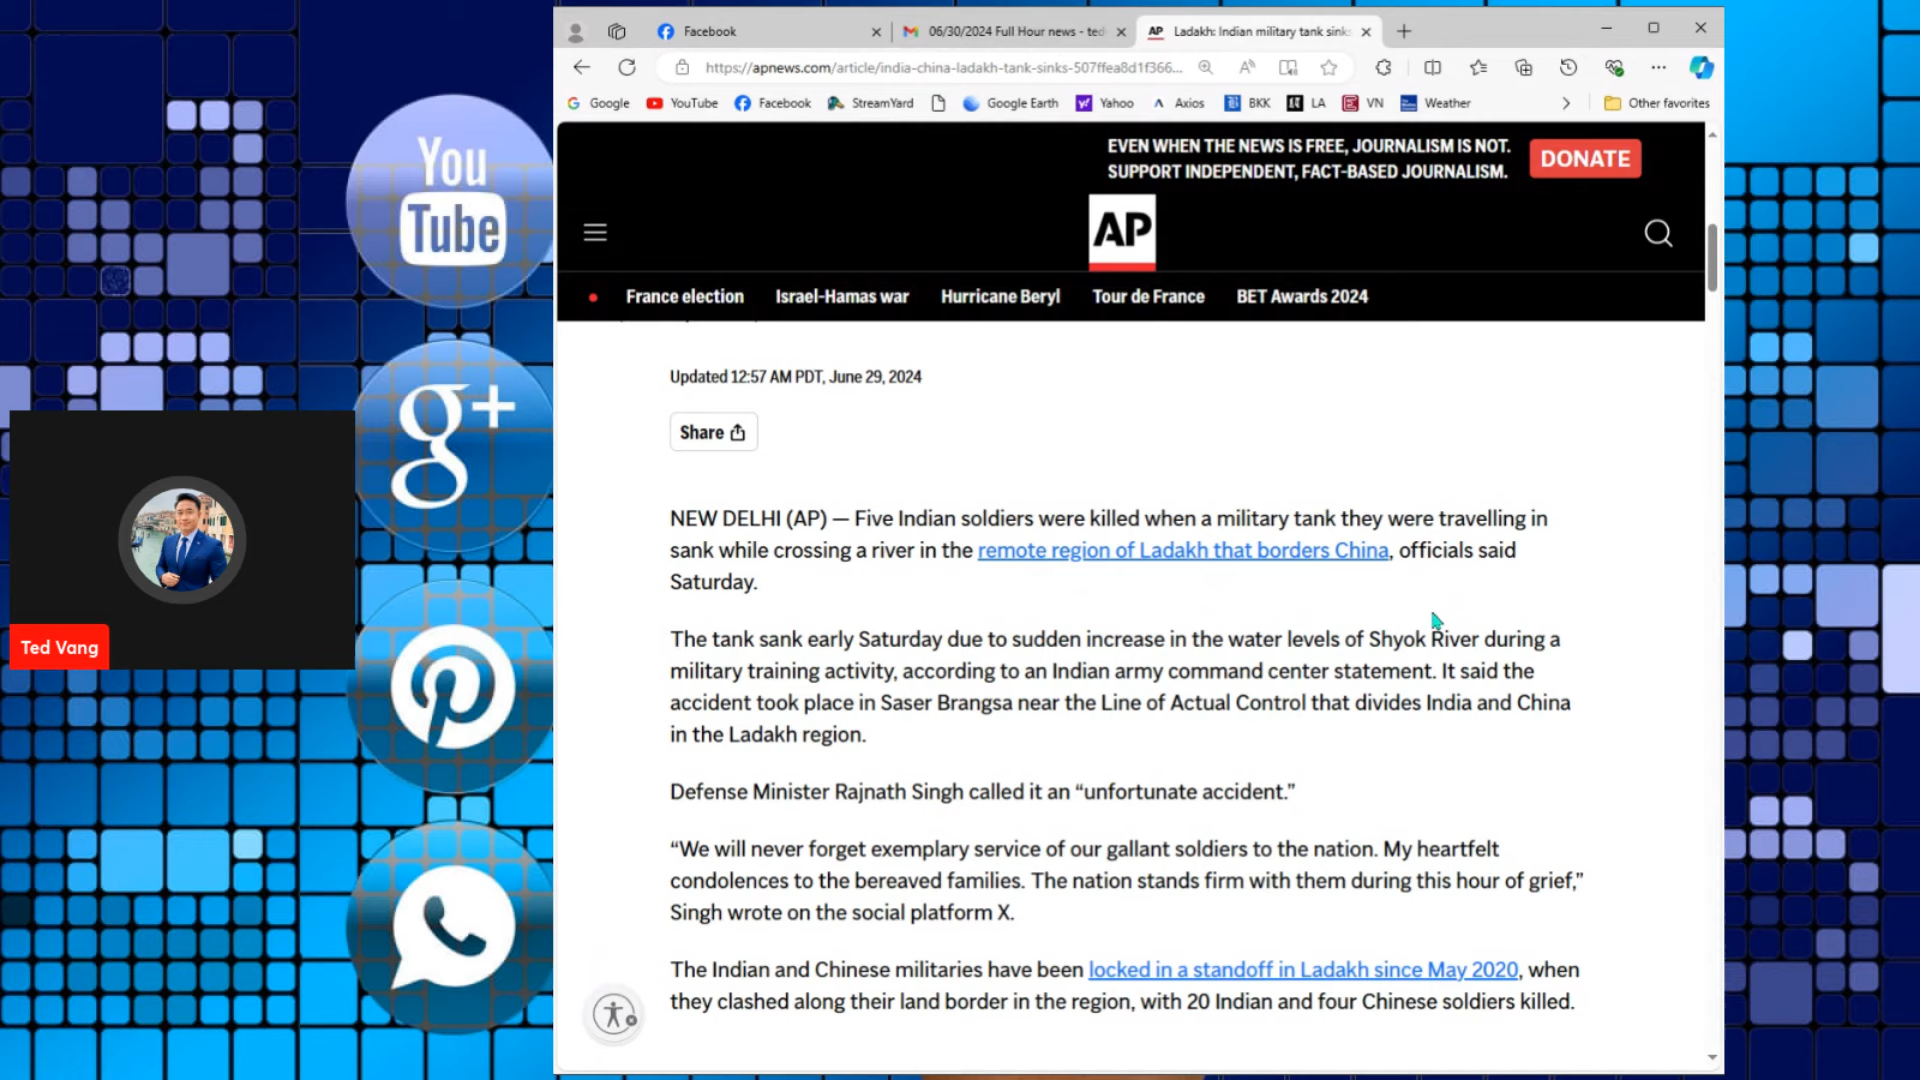 Facebook
06/30/2024 Full Hour news - ted
AP Ladakh: Indian military tank sinks
https://apnews.com/article/india-china-ladakh-tank-sinks-507ffea8d1f366...
Google YouTube Facebook StreamYard Google Earth Yahoo Axios BKK LA VN Weather Other favorites
EVEN WHEN THE NEWS IS FREE, JOURNALISM IS NOT.
SUPPORT INDEPENDENT, FACT-BASED JOURNALISM.
DONATE
AP
France election Israel-Hamas war Hurricane Beryl Tour de France BET Awards 2024
Updated 12:57 AM PDT, June 29, 2024
Share
NEW DELHI (AP) — Five Indian soldiers were killed when a military tank they were travelling in
sank while crossing a river in the remote region of Ladakh that borders China, officials said
Saturday.
The tank sank early Saturday due to sudden increase in the water levels of Shyok River during a
military training activity, according to an Indian army command center statement. It said the
accident took place in Saser Brangsa near the Line of Actual Control that divides India and China
in the Ladakh region.
Defense Minister Rajnath Singh called it an “unfortunate accident.”
“We will never forget exemplary service of our gallant soldiers to the nation. My heartfelt
condolences to the bereaved families. The nation stands firm with them during this hour of grief,”
Singh wrote on the social platform X.
The Indian and Chinese militaries have been locked in a standoff in Ladakh since May 2020, when
they clashed along their land border in the region, with 20 Indian and four Chinese soldiers killed.
You
Tube
g+
Ted Vang